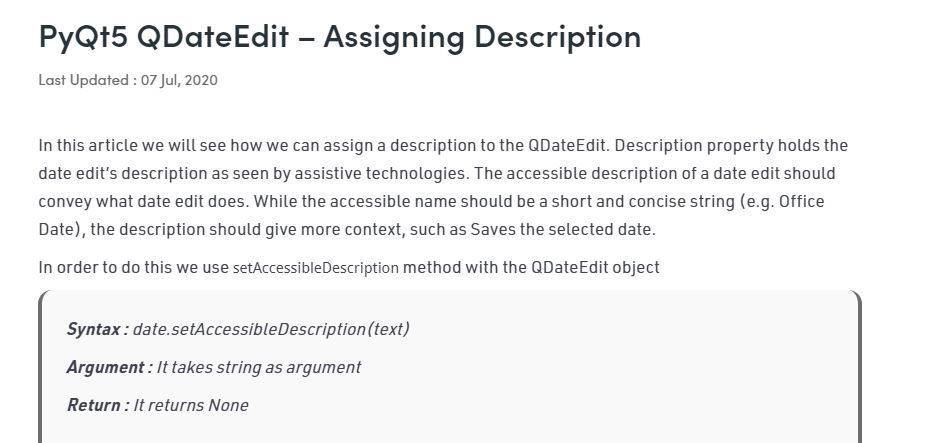 PyQt5 QDateEdit – Assigning Description
Last Updated : 07 Jul, 2020
In this article we will see how we can assign a description to the QDateEdit. Description property holds the
date edit's description as seen by assistive technologies. The accessible description of a date edit should
convey what date edit does. While the accessible name should be a short and concise string (e.g. Office
Date), the description should give more context, such as Saves the selected date.
In order to do this we use setAccessibleDescription method with the QDateEdit object
Syntax : date.setAccessibleDescription(text)
Argument : It takes string as argument
Return : It returns None